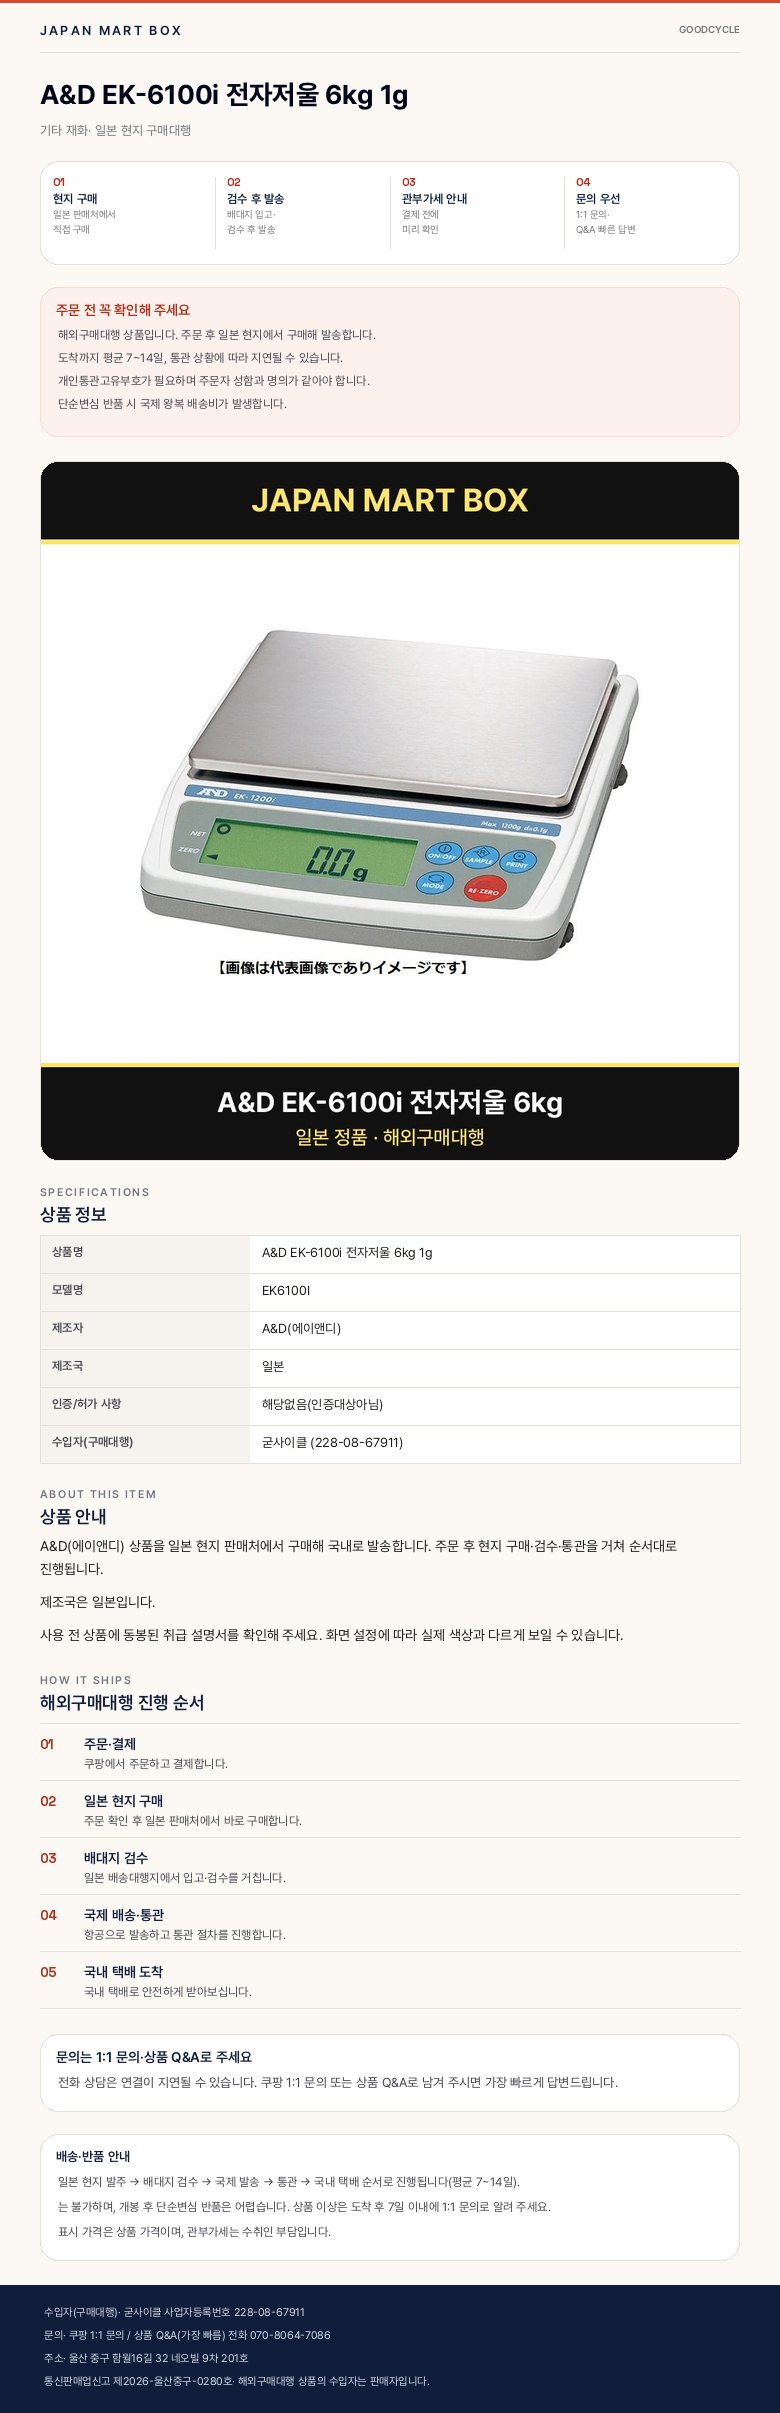 JAPAN MART BOX
GOODCYCLE
A&D EK-6100i 전자저울 6kg 1g
기타 재화· 일본 현지 구매대행
01
현지 구매
일본 판매처에서
직접 구매
02
검수 후 발송
배대지 입고·
검수 후 발송
03
관부가세 안내
결제 전에
미리 확인
04
문의 우선
1:1 문의·
Q&A 빠른 답변
주문 전 꼭 확인해 주세요
해외구매대행 상품입니다. 주문 후 일본 현지에서 구매해 발송합니다.
도착까지 평균 7~14일, 통관 상황에 따라 지연될 수 있습니다.
개인통관고유부호가 필요하며 주문자 성함과 명의가 같아야 합니다.
단순변심 반품 시 국제 왕복 배송비가 발생합니다.
JAPAN MART BOX
AND EK-1200i
Max 1200g d=0.1g
NET
ZERO
0.0 g
ON:OFF
SAMPLE
PRINT
MODE
RE-ZERO
【画像は代表画像でありイメージです】
A&D EK-6100i 전자저울 6kg
일본 정품 · 해외구매대행
SPECIFICATIONS
상품 정보
상품명 A&D EK-6100i 전자저울 6kg 1g
모델명 EK6100I
제조자 A&D(에이앤디)
제조국 일본
인증/허가 사항 해당없음(인증대상아님)
수입자(구매대행) 굳사이클 (228-08-67911)
ABOUT THIS ITEM
상품 안내
A&D(에이앤디) 상품을 일본 현지 판매처에서 구매해 국내로 발송합니다. 주문 후 현지 구매·검수·통관을 거쳐 순서대로
진행됩니다.
제조국은 일본입니다.
사용 전 상품에 동봉된 취급 설명서를 확인해 주세요. 화면 설정에 따라 실제 색상과 다르게 보일 수 있습니다.
HOW IT SHIPS
해외구매대행 진행 순서
01 주문·결제
쿠팡에서 주문하고 결제합니다.
02 일본 현지 구매
주문 확인 후 일본 판매처에서 바로 구매합니다.
03 배대지 검수
일본 배송대행지에서 입고·검수를 거칩니다.
04 국제 배송·통관
항공으로 발송하고 통관 절차를 진행합니다.
05 국내 택배 도착
국내 택배로 안전하게 받아보십니다.
문의는 1:1 문의·상품 Q&A로 주세요
전화 상담은 연결이 지연될 수 있습니다. 쿠팡 1:1 문의 또는 상품 Q&A로 남겨 주시면 가장 빠르게 답변드립니다.
배송·반품 안내
일본 현지 발주 → 배대지 검수 → 국제 발송 → 통관 → 국내 택배 순서로 진행됩니다(평균 7~14일).
는 불가하며, 개봉 후 단순변심 반품은 어렵습니다. 상품 이상은 도착 후 7일 이내에 1:1 문의로 알려 주세요.
표시 가격은 상품 가격이며, 관부가세는 수취인 부담입니다.
수입자(구매대행)· 굳사이클 사업자등록번호 228-08-67911
문의· 쿠팡 1:1 문의 / 상품 Q&A(가장 빠름) 전화 070-8064-7086
주소· 울산 중구 함월16길 32 네오빌 9차 201호
통신판매업신고 제2026-울산중구-0280호· 해외구매대행 상품의 수입자는 판매자입니다.